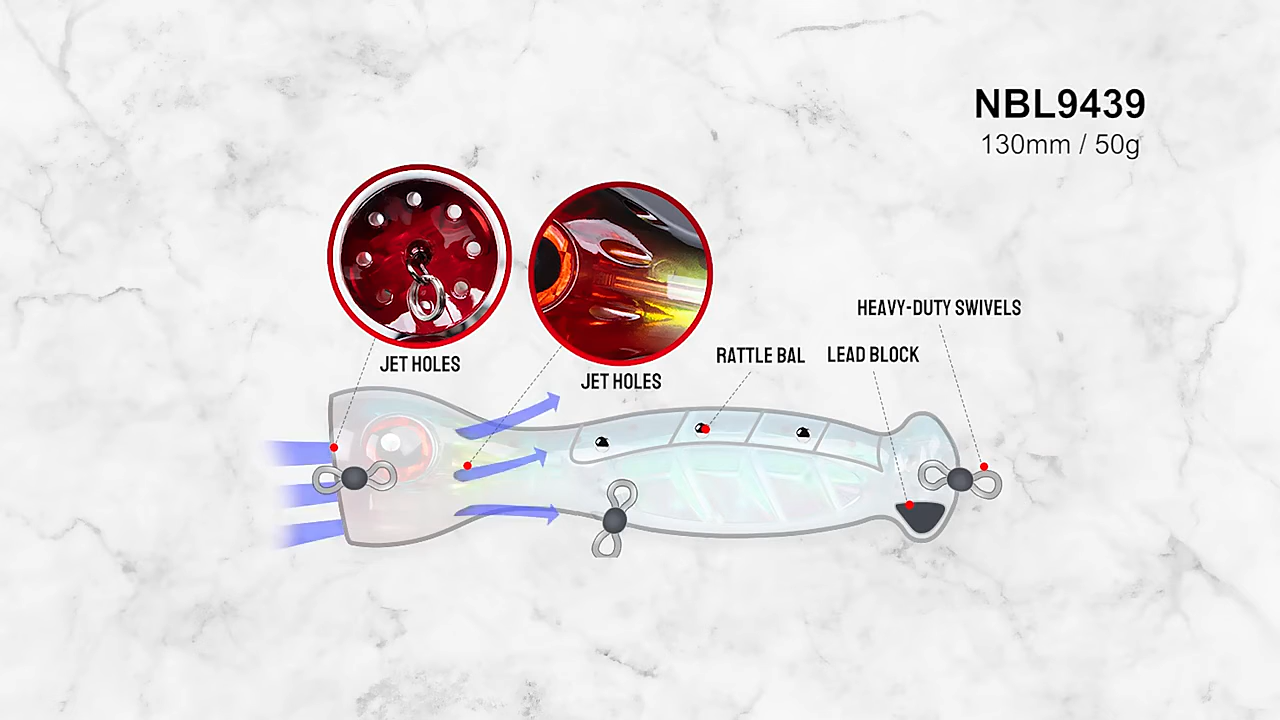 NBL9439
130mm / 50g
HEAVY-DUTY SWIVELS
RATTLE BAL
LEAD BLOCK
JET HOLES
JET HOLES